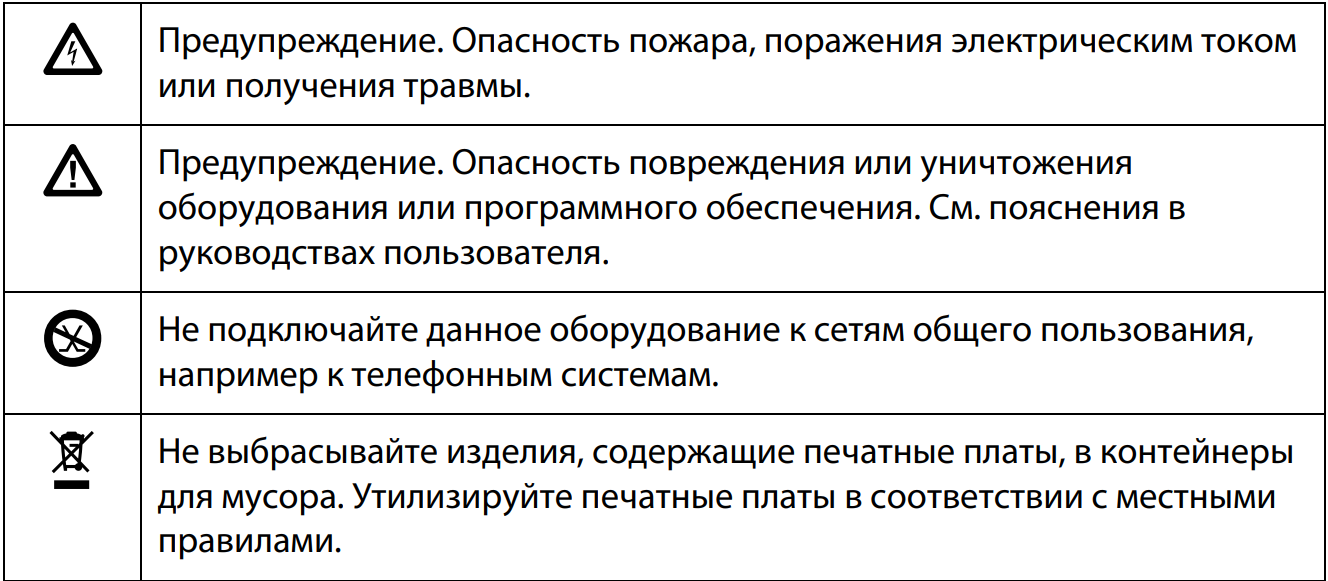 Предупреждение. Опасность пожара, поражения электрическим током
или получения травмы.
Предупреждение. Опасность повреждения или уничтожения
оборудования или программного обеспечения. См. пояснения в
руководствах пользователя.
Не подключайте данное оборудование к сетям общего пользования,
например к телефонным системам.
Не выбрасывайте изделия, содержащие печатные платы, в контейнеры
для мусора. Утилизируйте печатные платы в соответствии с местными
правилами.